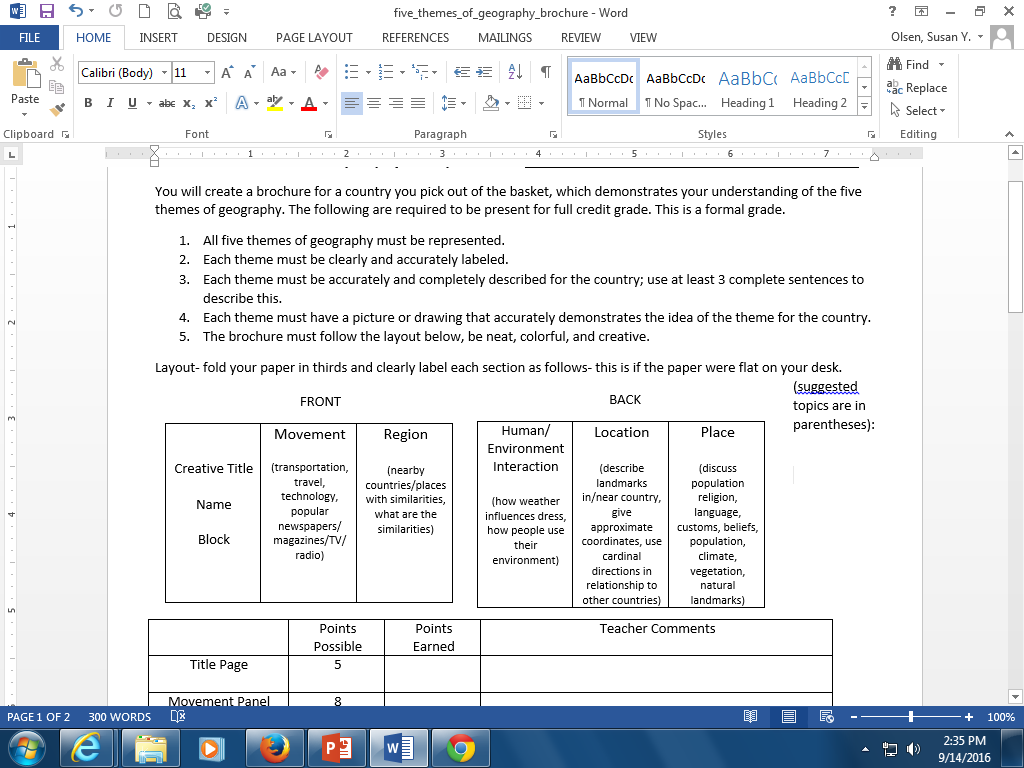 five_themes_of_geography_brochure - Word
FILE HOME INSERT DESIGN PAGE LAYOUT REFERENCES MAILINGS REVIEW VIEW Olsen, Susan Y.
Paste
Calibri (Body) 11
AaBbCcDc AaBbCcDc AaBbCc AaBbCcD
¶ Normal ¶ No Spac... Heading 1 Heading 2
Find
Replace
Select
Clipboard Font Paragraph Styles Editing
1 2 3 4 5 6 7
You will create a brochure for a country you pick out of the basket, which demonstrates your understanding of the five
themes of geography. The following are required to be present for full credit grade. This is a formal grade.
1. All five themes of geography must be represented.
2. Each theme must be clearly and accurately labeled.
3. Each theme must be accurately and completely described for the country; use at least 3 complete sentences to
describe this.
4. Each theme must have a picture or drawing that accurately demonstrates the idea of the theme for the country.
5. The brochure must follow the layout below, be neat, colorful, and creative.
Layout- fold your paper in thirds and clearly label each section as follows- this is if the paper were flat on your desk.
(suggested
topics are in
parentheses):
FRONT
Creative Title
Name
Block
Movement
(transportation,
travel,
technology,
popular
newspapers/
magazines/TV/
radio)
Region
(nearby
countries/places
with similarities,
what are the
similarities)
BACK
Human/
Environment
Interaction
(how weather
influences dress,
how people use
their
environment)
Location
(describe
landmarks
in/near country,
give
approximate
coordinates, use
cardinal
directions in
relationship to
other countries)
Place
(discuss
population
religion,
language,
customs, beliefs,
population,
climate,
vegetation,
natural
landmarks)
Points
Possible
Points
Earned
Teacher Comments
Title Page 5
Movement Panel 8
PAGE 1 OF 2 300 WORDS 100%
2:35 PM
9/14/2016